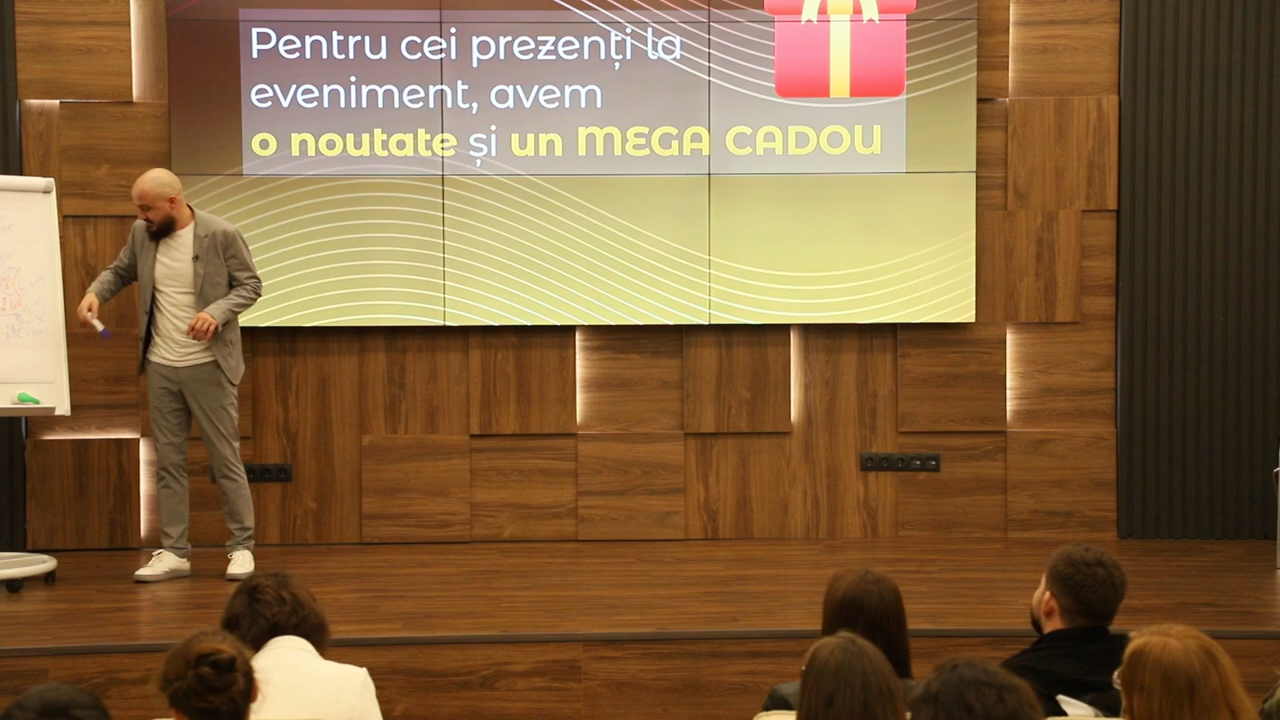 Pentru cei prezenți la
eveniment, avem
o noutate și un MEGA CADOU